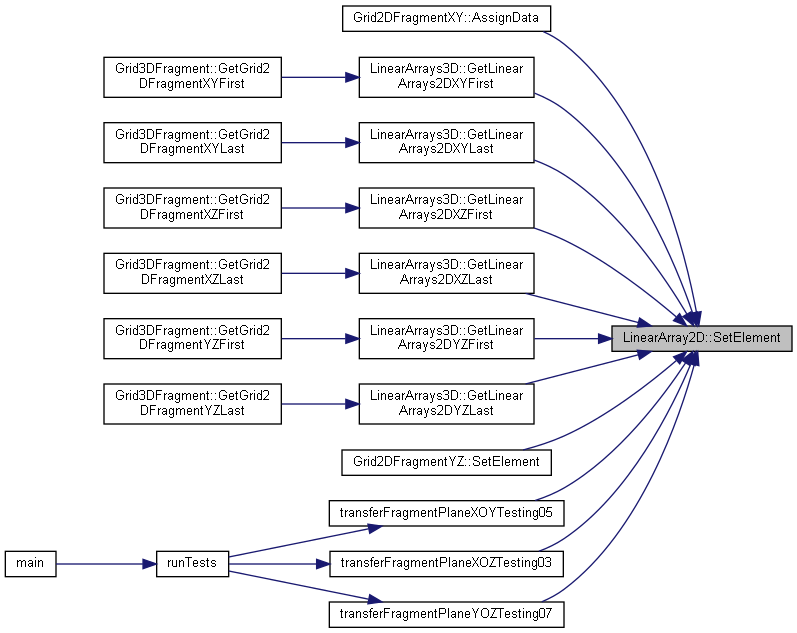 Grid2DFragmentXY::AssignData
Grid3DFragment::GetGrid2
DFragmentXYFirst
LinearArrays3D::GetLinear
Arrays2DXYFirst
Grid3DFragment::GetGrid2
DFragmentXYLast
LinearArrays3D::GetLinear
Arrays2DXYLast
Grid3DFragment::GetGrid2
DFragmentXZFirst
LinearArrays3D::GetLinear
Arrays2DXZFirst
Grid3DFragment::GetGrid2
DFragmentXZLast
LinearArrays3D::GetLinear
Arrays2DXZLast
Grid3DFragment::GetGrid2
DFragmentYZFirst
LinearArrays3D::GetLinear
Arrays2DYZFirst
LinearArray2D::SetElement
Grid3DFragment::GetGrid2
DFragmentYZLast
LinearArrays3D::GetLinear
Arrays2DYZLast
Grid2DFragmentYZ::SetElement
transferFragmentPlaneXOYTesting05
main
runTests
transferFragmentPlaneXOZTesting03
transferFragmentPlaneYOZTesting07